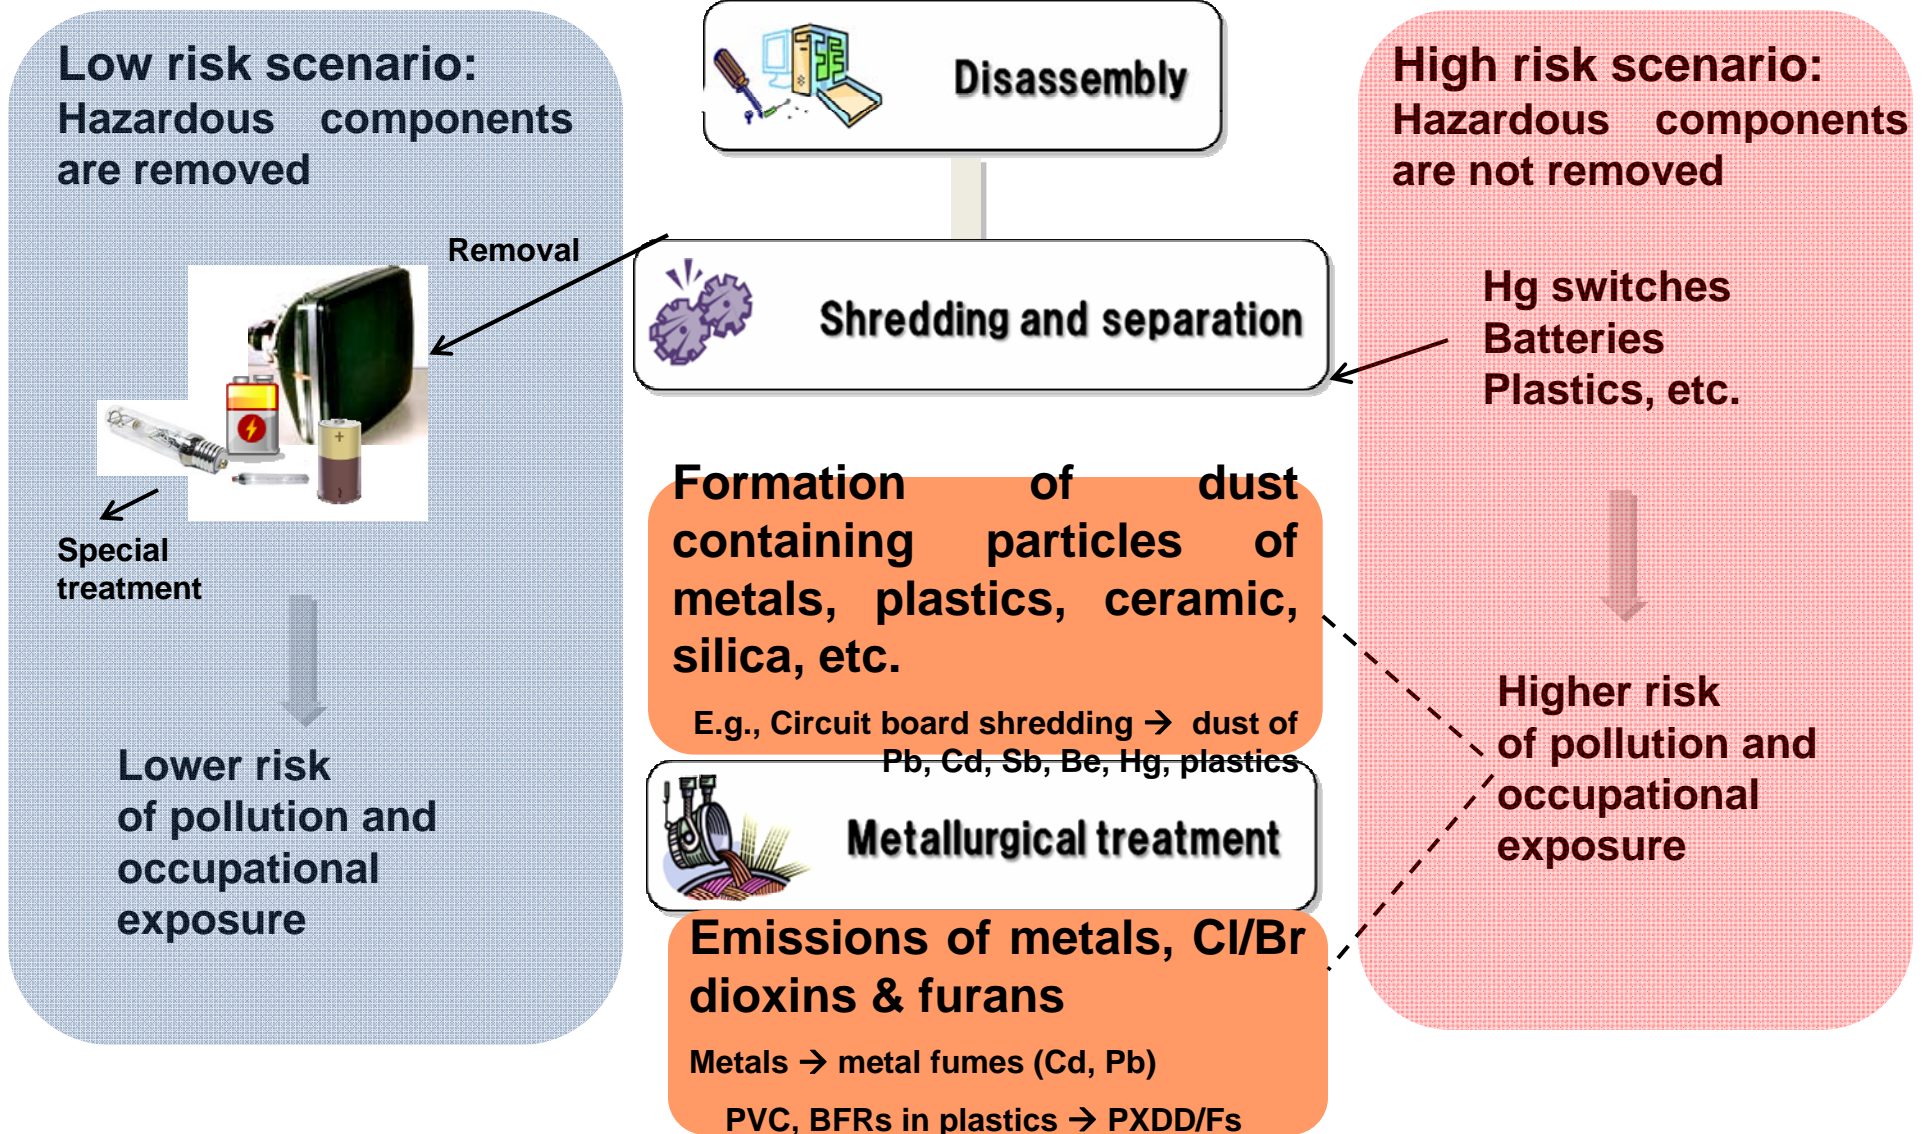 Low risk scenario:
Hazardous components
are removed
Removal
Special
treatment
Lower risk
of pollution and
occupational
exposure
Disassembly
Shredding and separation
Formation of dust
containing particles of
metals, plastics, ceramic,
silica, etc.
E.g., Circuit board shredding → dust of
Pb, Cd, Sb, Be, Hg, plastics
Metallurgical treatment
Emissions of metals, Cl/Br
dioxins & furans
Metals → metal fumes (Cd, Pb)
PVC, BFRs in plastics → PXDD/Fs
High risk scenario:
Hazardous components
are not removed
Hg switches
Batteries
Plastics, etc.
Higher risk
of pollution and
occupational
exposure